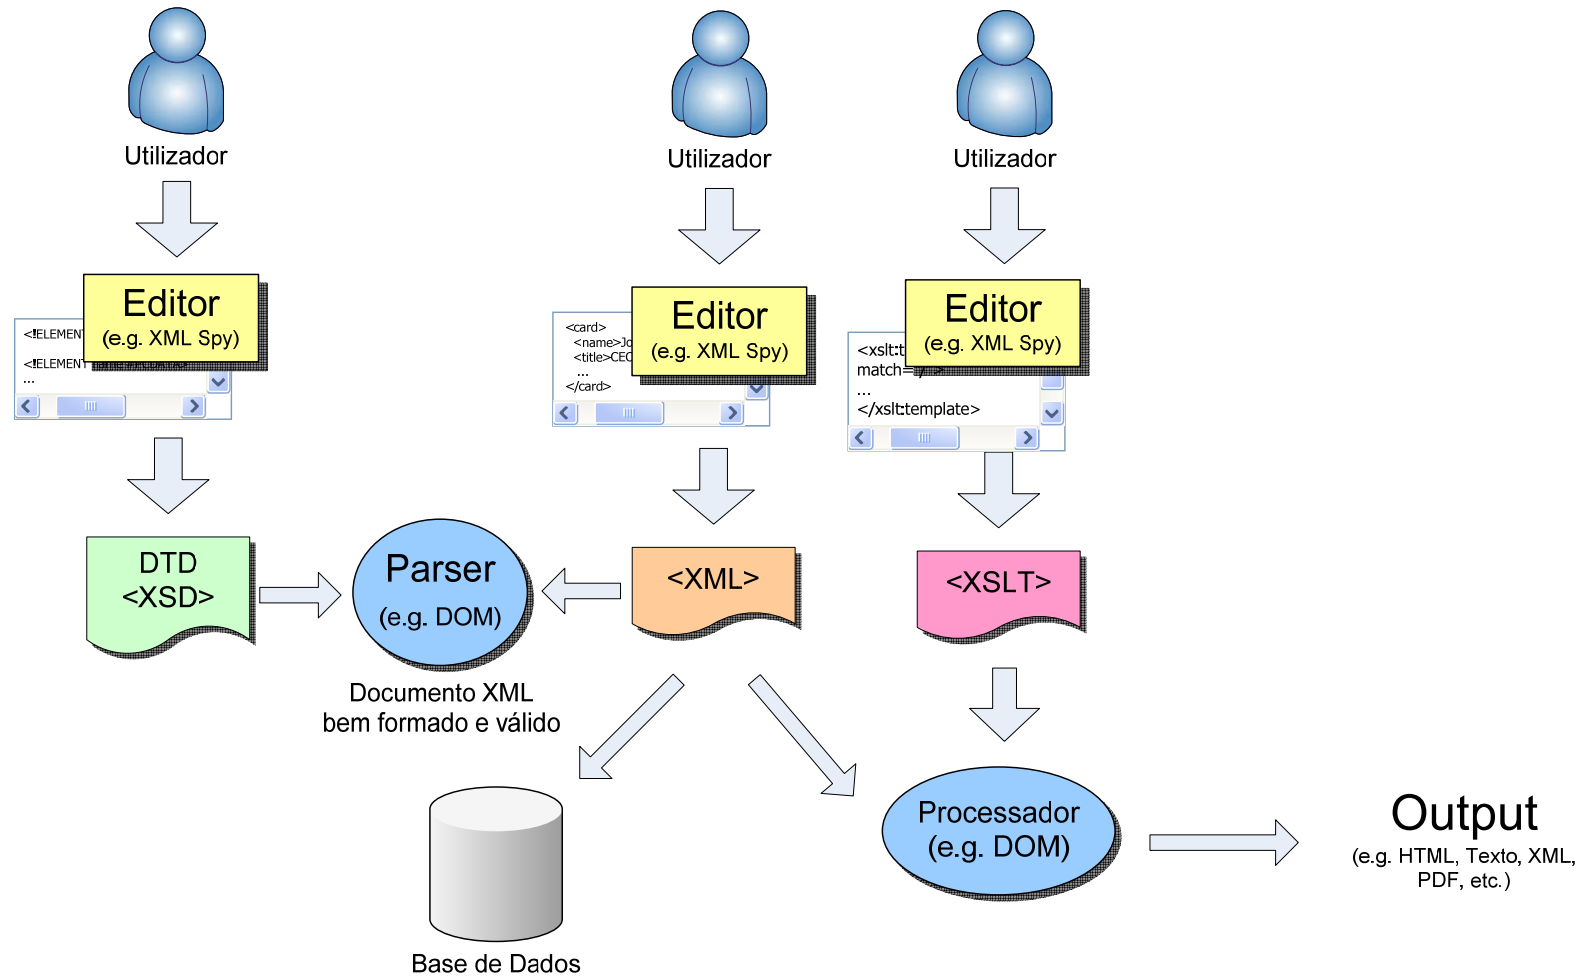 Utilizador
Utilizador
Utilizador
Editor
(e.g. XML Spy)
<!ELEMENT
<!ELEMENT
...
Editor
(e.g. XML Spy)
<card>
<name>Jo
<title>CEO
...
</card>
Editor
(e.g. XML Spy)
<xslt:t
match=
...
</xslt:template>
DTD
<XSD>
Parser
(e.g. DOM)
<XML>
<XSLT>
Documento XML
bem formado e válido
Processador
(e.g. DOM)
Output
(e.g. HTML, Texto, XML,
PDF, etc.)
Base de Dados